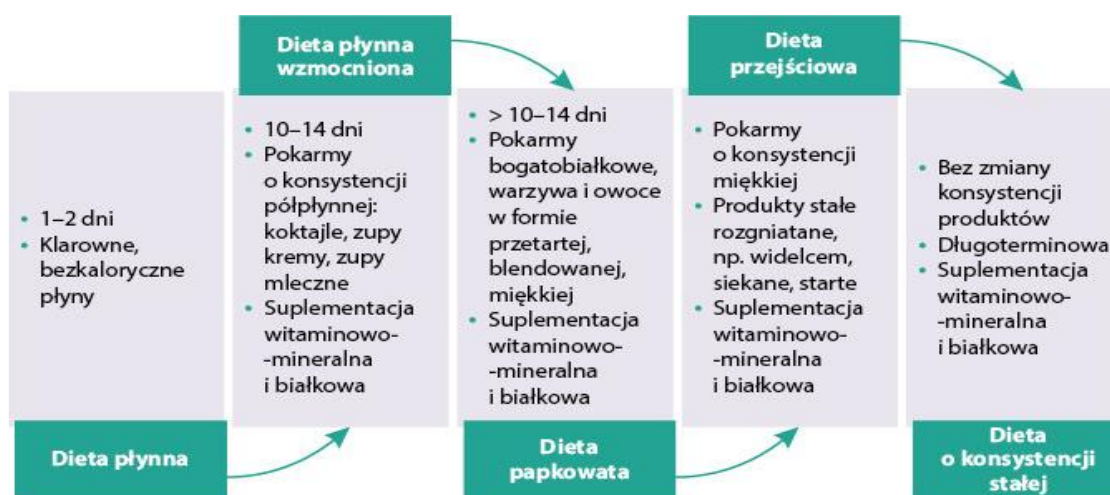 Dieta płynna
wzmocniona
Dieta
przejściowa
• 1–2 dni
• Klarowne,
bezkaloryczne
płyny
• 10–14 dni
• Pokarmy
o konsystencji
półpłynnej:
koktajle, zupy
kremy, zupy
mleczne
• Suplementacja
witaminowo-
-mineralna
i białkowa
• > 10–14 dni
• Pokarmy
bogatobiałkowe,
warzywa i owoce
w formie
przetartej,
blendowanej,
miękkiej
• Suplementacja
witaminowo-
-mineralna
i białkowa
• Pokarmy
o konsystencji
miękkiej
• Produkty stałe
rozgniatane,
np. widelcem,
siekane, starte
• Suplementacja
witaminowo-
-mineralna
i białkowa
• Bez zmiany
konsystencji
produktów
• Długoterminowa
• Suplementacja
witaminowo-
-mineralna
i białkowa
Dieta płynna
Dieta
papkowata
Dieta
o konsystencji
stałej